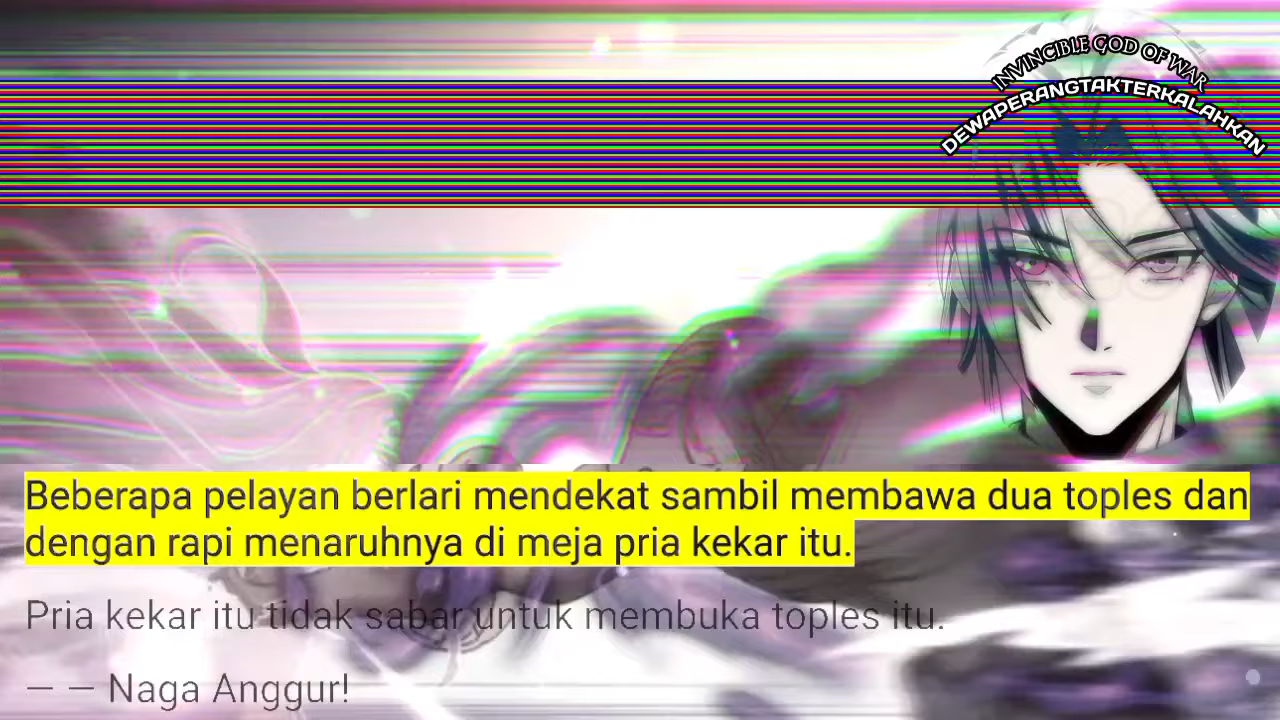 INVINCIBLE GOD OF WAR
DEWAPERANGTAKTERKALAHKAN
Beberapa pelayan berlari mendekat sambil membawa dua toples dan
dengan rapi menaruhnya di meja pria kekar itu.
Pria kekar itu tidak sabar untuk membuka toples itu.
— — Naga Anggur!